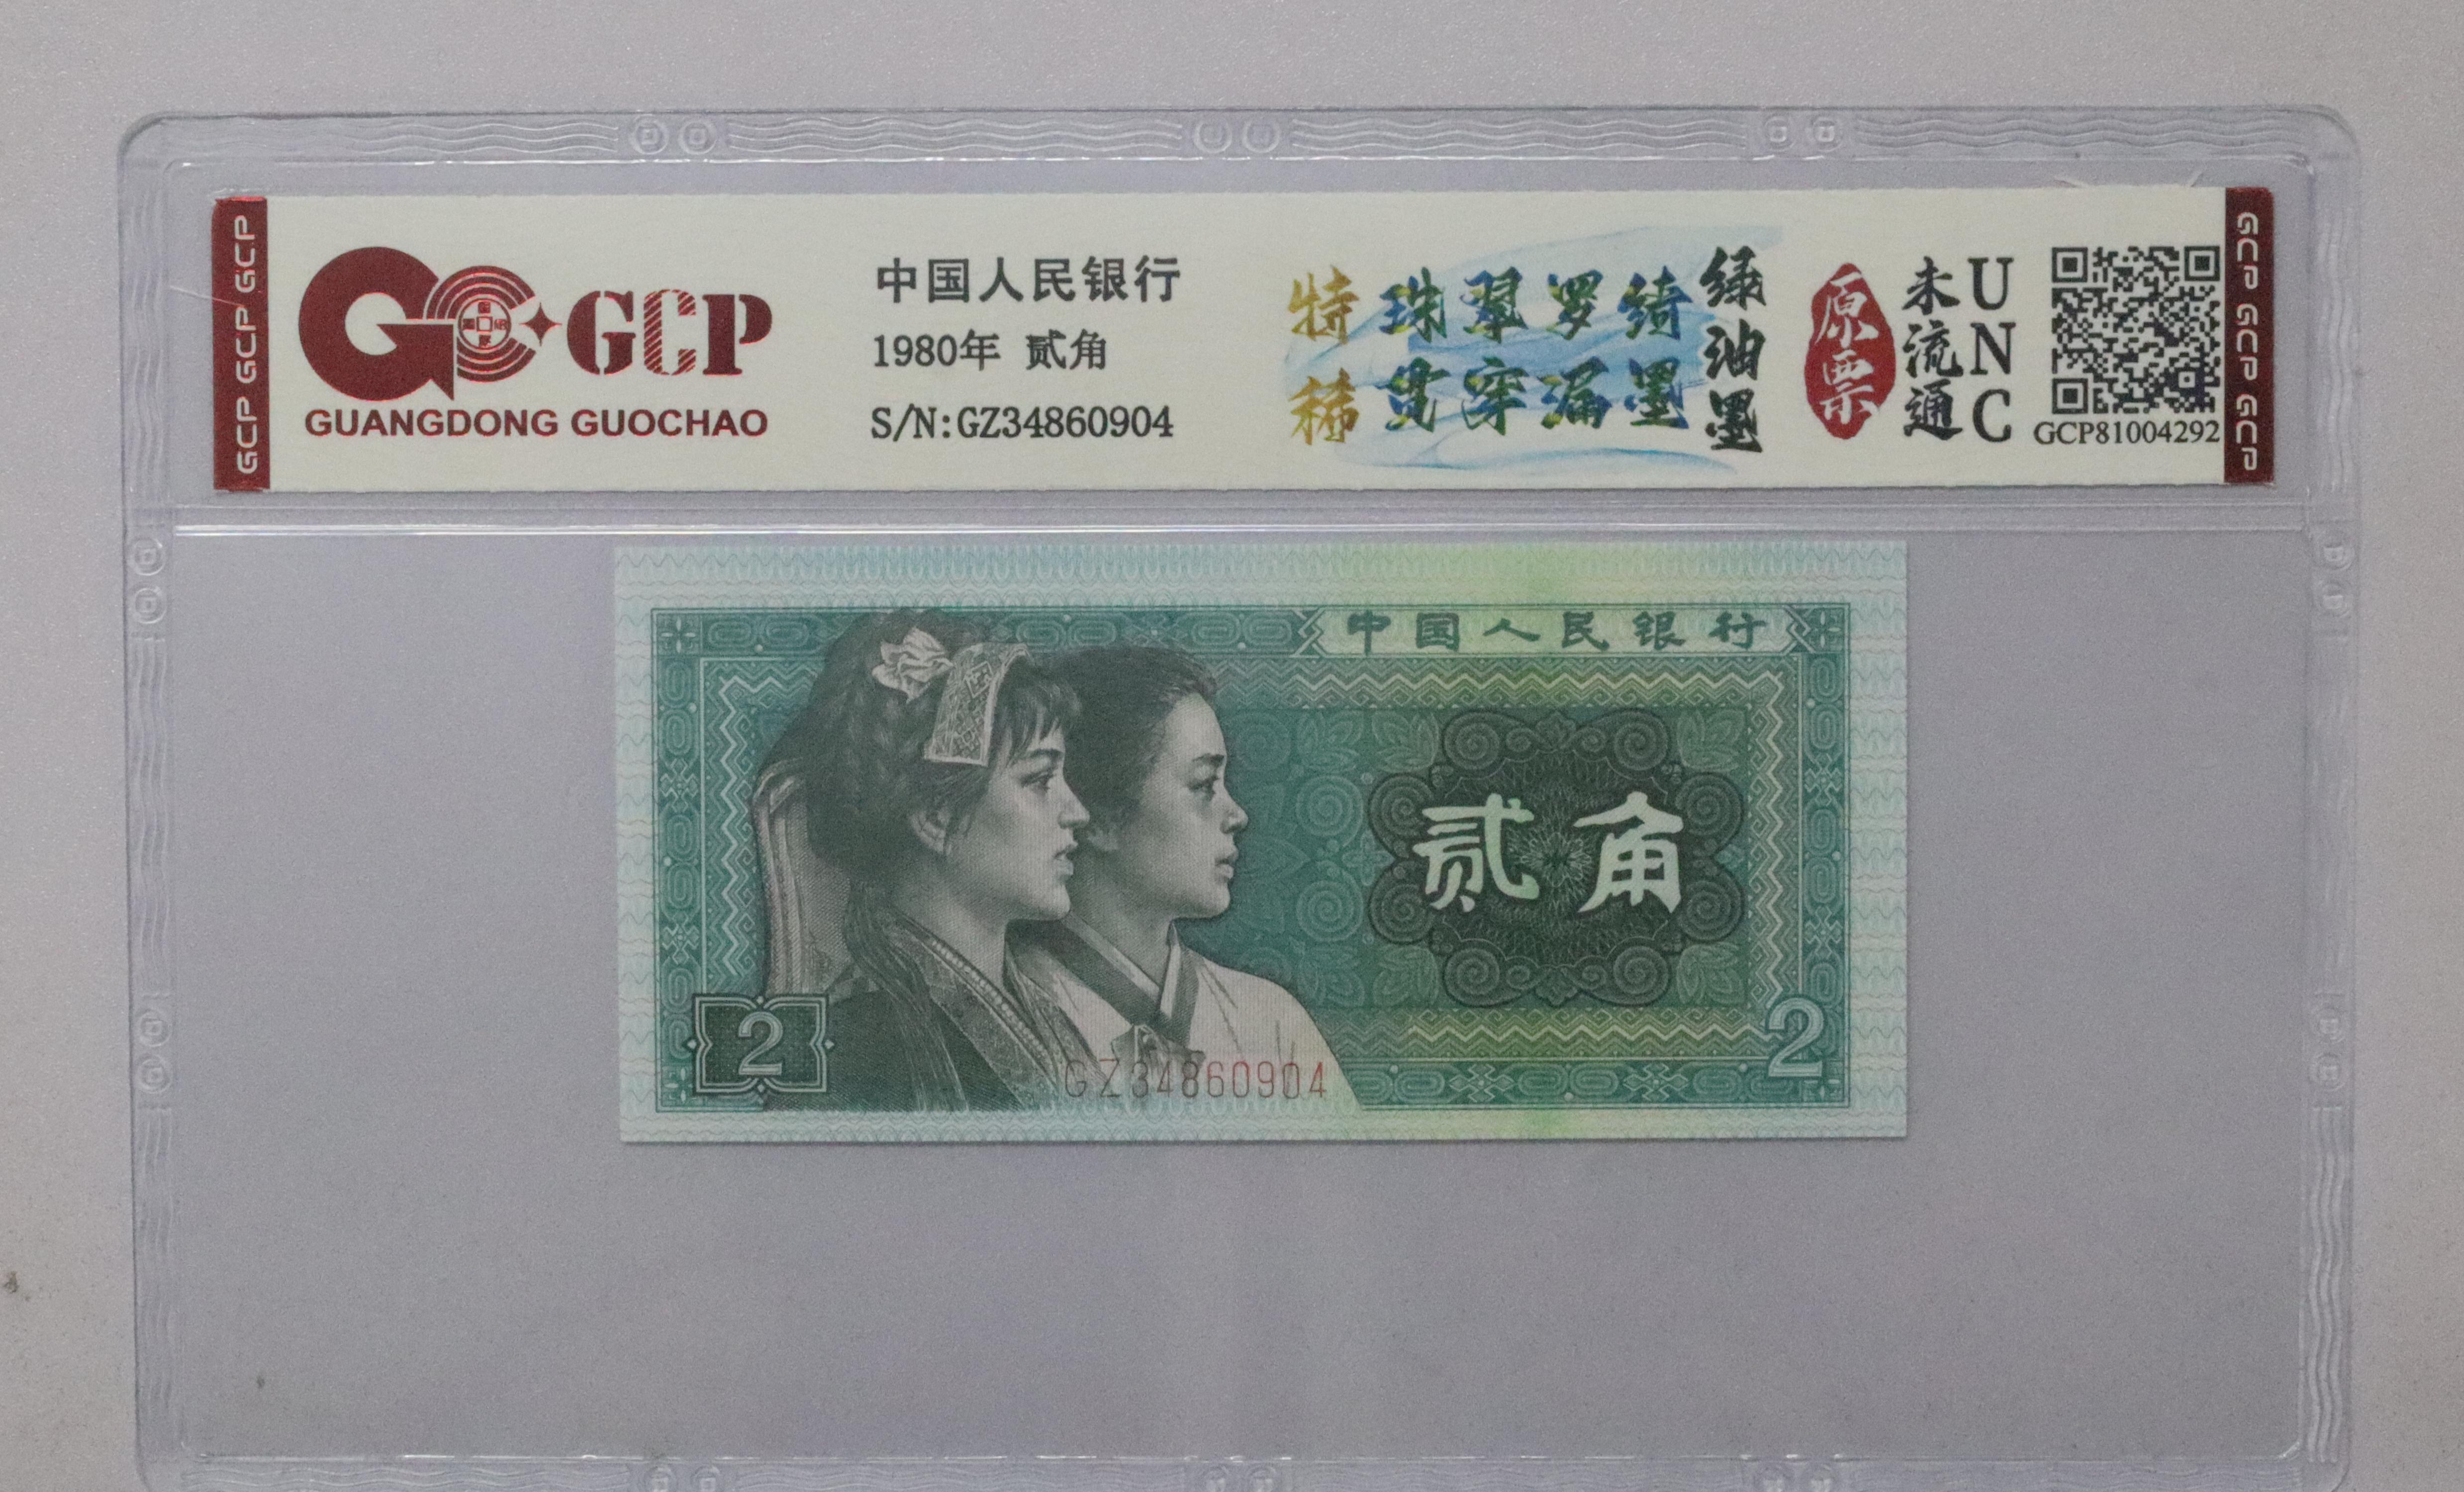 GCP GCP GCP
GCP
GUANGDONG GUOCHAO
中国人民银行
1980年 贰角
S/N:GZ34860904
特稀
珠翠罗绮
贯穿漏墨
绿油墨
原票
未流通
UNC
GCP81004292
GCP GCP GCP
中国人民银行
贰角
2
2
GZ34860904